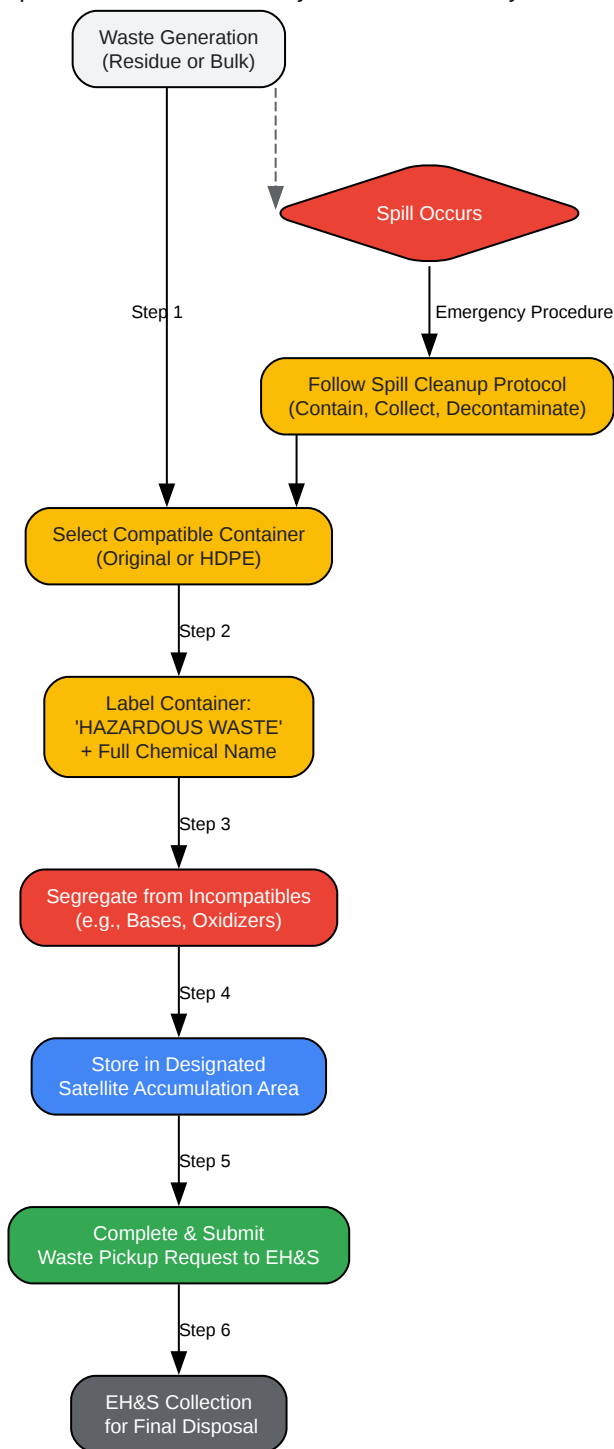 Waste Generation
(Residue or Bulk)
Spill Occurs
Step 1
Emergency Procedure
Follow Spill Cleanup Protocol
(Contain, Collect, Decontaminate)
Select Compatible Container
(Original or HDPE)
Step 2
Label Container:
'HAZARDOUS WASTE'
+ Full Chemical Name
Step 3
Segregate from Incompatibles
(e.g., Bases, Oxidizers)
Step 4
Store in Designated
Satellite Accumulation Area
Step 5
Complete & Submit
Waste Pickup Request to EH&S
Step 6
EH&S Collection
for Final Disposal